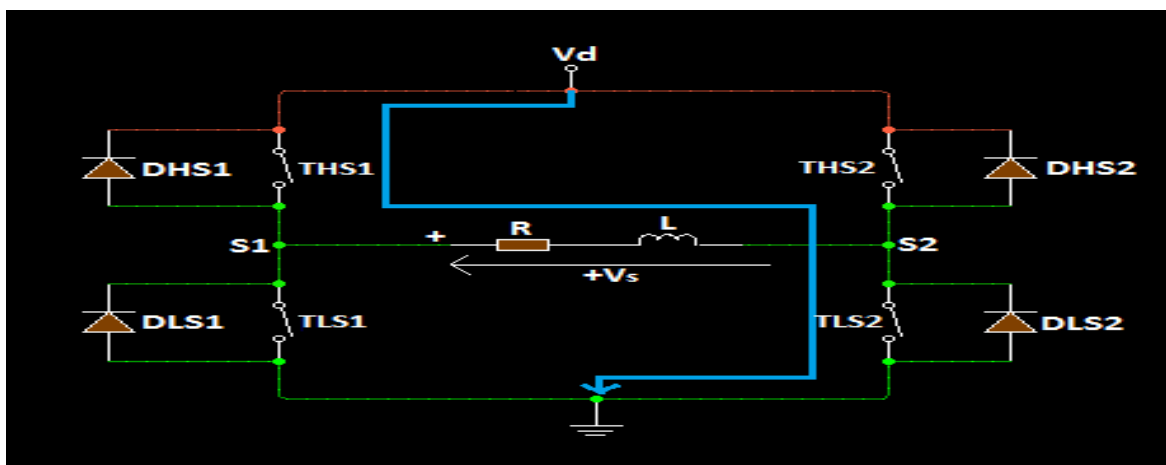 Vd
DHS1 THS1 THS2 DHS2
S1 + R L S2
+Vs
DLS1 TLS1 TLS2 DLS2